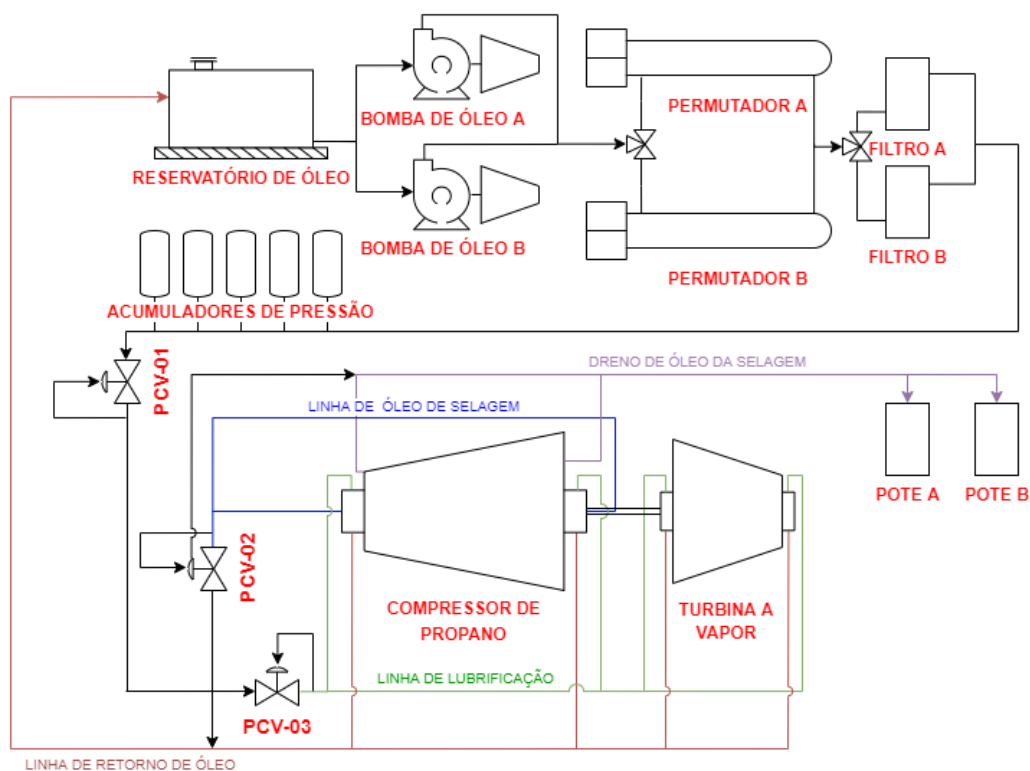 BOMBA DE ÓLEO A
PERMUTADOR A
FILTRO A
RESERVATÓRIO DE ÓLEO
BOMBA DE ÓLEO B
PERMUTADOR B
FILTRO B
ACUMULADORES DE PRESSÃO
PCV-01
DRENO DE ÓLEO DA SELAGEM
LINHA DE ÓLEO DE SELAGEM
POTE A
POTE B
PCV-02
COMPRESSOR DE
PROPANO
TURBINA A
VAPOR
LINHA DE LUBRIFICAÇÃO
PCV-03
LINHA DE RETORNO DE ÓLEO